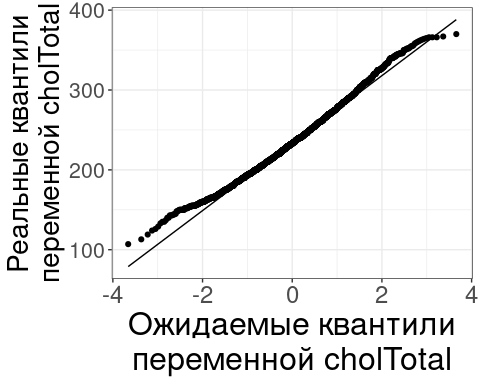 Реальные квантили
переменной cholTotal
400
300
200
100
-4
-2
0
2
4
Ожидаемые квантили
переменной cholTotal